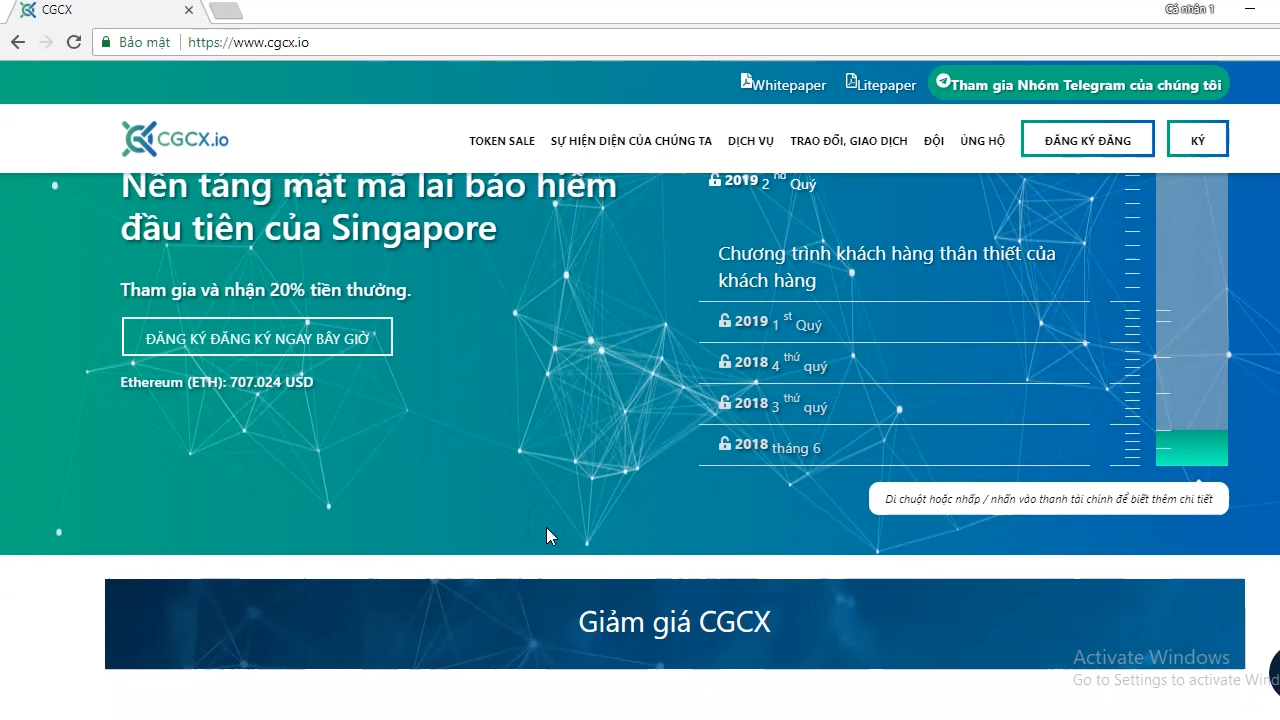 CGCX
Cá nhân 1
Bảo mật https://www.cgcx.io
Whitepaper Litepaper Tham gia Nhóm Telegram của chúng tôi
CGCX.io TOKEN SALE SỰ HIỆN DIỆN CỦA CHÚNG TA DỊCH VỤ TRAO ĐỔI, GIAO DỊCH ĐỘI ỦNG HỘ ĐĂNG KÝ ĐĂNG KÝ
Nền tảng mật mã lai bảo hiểm
đầu tiên của Singapore
Tham gia và nhận 20% tiền thưởng.
ĐĂNG KÝ ĐĂNG KÝ NGAY BÂY GIỜ
Ethereum (ETH): 707.024 USD
2019 2 nd Quý
Chương trình khách hàng thân thiết của
khách hàng
2019 1 st Quý
2018 4 thứ quý
2018 3 thứ quý
2018 tháng 6
Di chuột hoặc nhấp / nhấn vào thanh tài chính để biết thêm chi tiết
Giảm giá CGCX
Activate Windows
Go to Settings to activate Wind